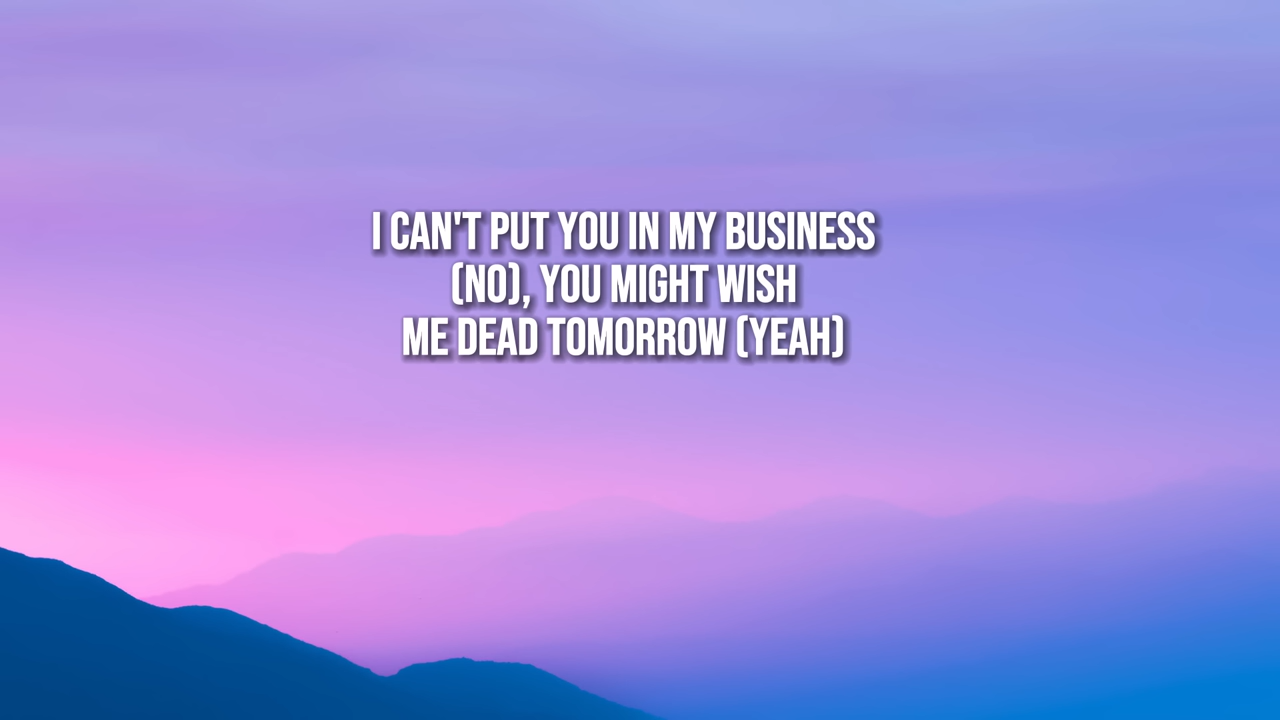 I CAN'T PUT YOU IN MY BUSINESS
(NO), YOU MIGHT WISH
ME DEAD TOMORROW (YEAH)